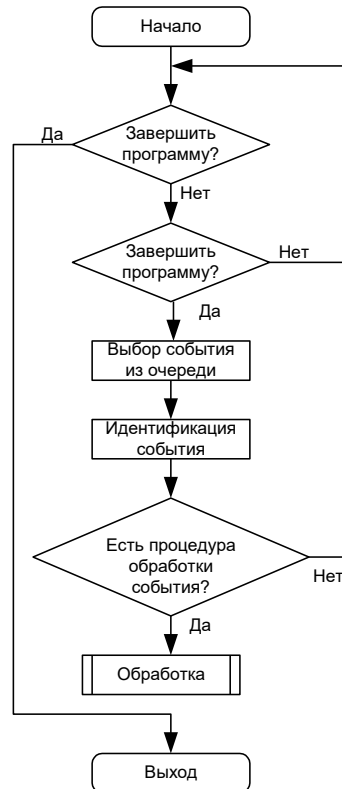 Начало
Да
Завершить
программу?
Нет
Завершить
программу?
Нет
Да
Выбор события
из очереди
Идентификация
события
Есть процедура
обработки
события?
Нет
Да
Обработка
Выход